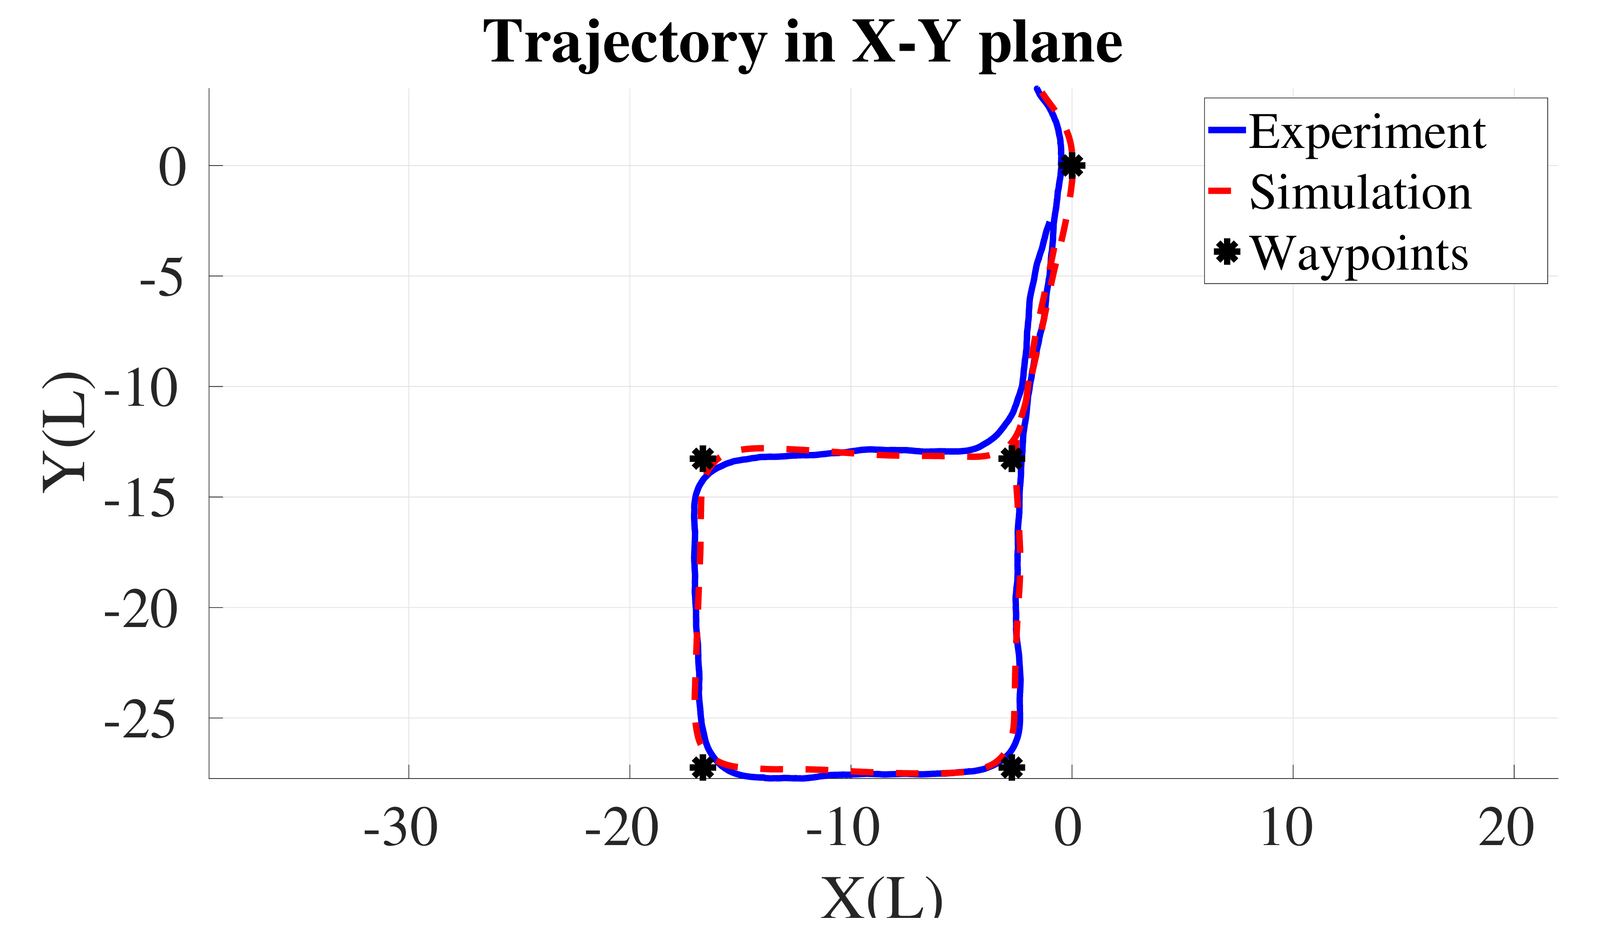 Trajectory in X-Y plane
Experiment
Simulation
Waypoints
0
-5
-10
-15
-20
-25
Y(L)
-30
-20
-10
0
10
20
X(L)